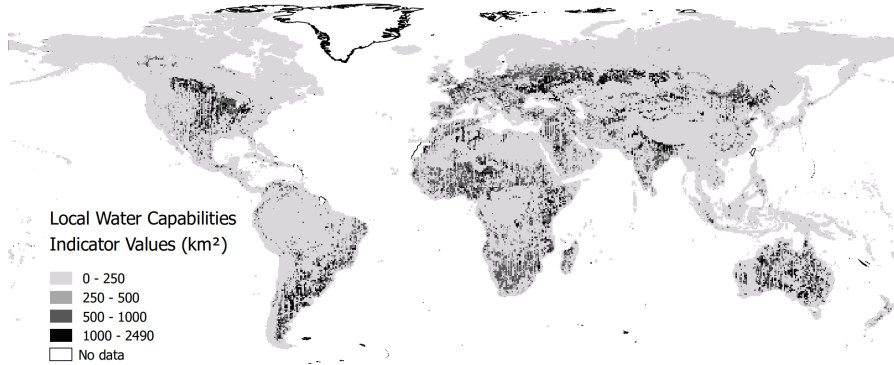 Local Water Capabilities
Indicator Values (km²)
0 - 250
250 - 500
500 - 1000
1000 - 2490
No data